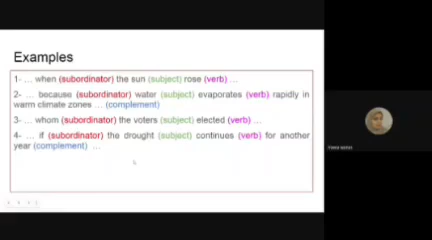 Examples
1- ... when (subordinator) the sun (subject) rose (verb) ...
2- ... because (subordinator) water (subject) evaporates (verb) rapidly in
warm climate zones ... (complement)
3- ... whom (subordinator) the voters (subject) elected (verb) ...
4- ... if (subordinator) the drought (subject) continues (verb) for another
year (complement) ...